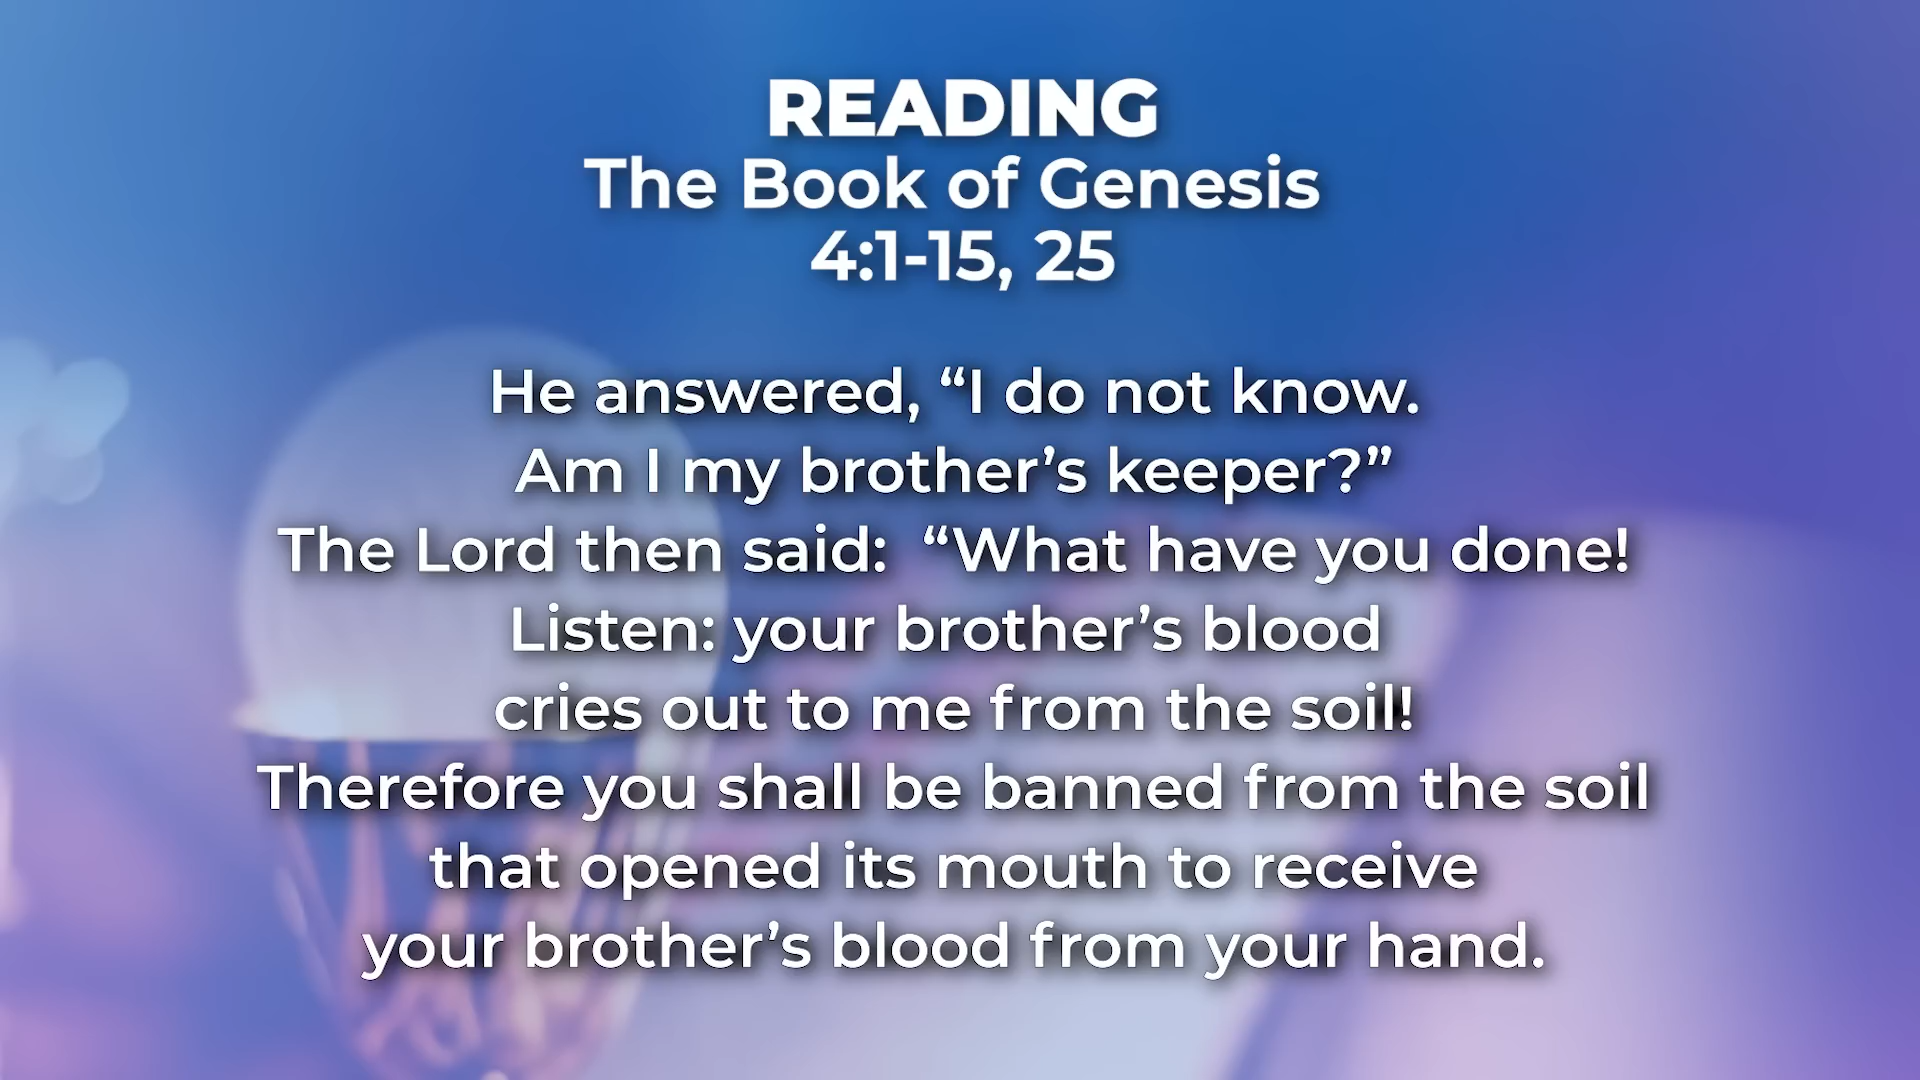 READING
The Book of Genesis
4:1-15, 25
He answered, “I do not know.
Am I my brother’s keeper?”
The Lord then said:  “What have you done!
Listen: your brother’s blood
cries out to me from the soil!
Therefore you shall be banned from the soil
that opened its mouth to receive
your brother’s blood from your hand.